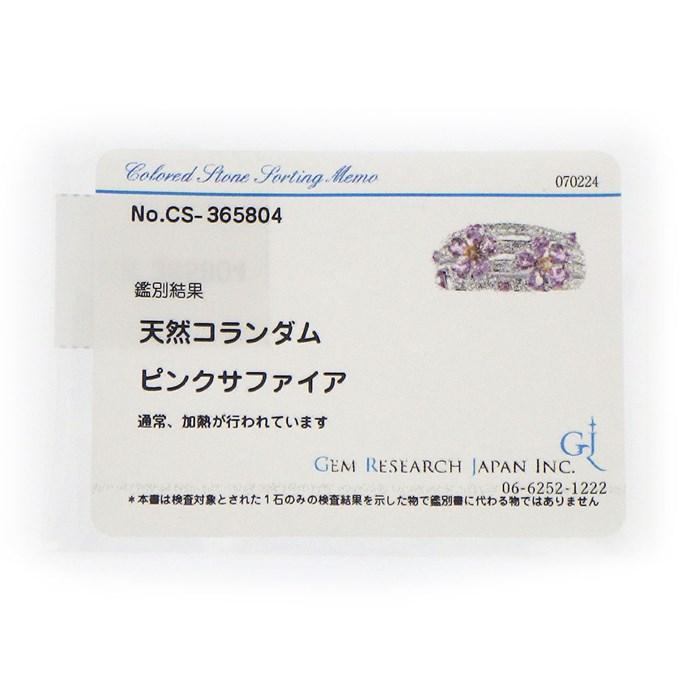 Colored Stone Sorting Memo
070224
No.CS-365804
鑑別結果
天然コランダム
ピンクサファイア
通常、加熱が行われています
GJ
GEM RESEARCH JAPAN INC.
06-6252-1222
*本書は検査対象とされた1石のみの検査結果を示した物で鑑別書に代わる物ではありません